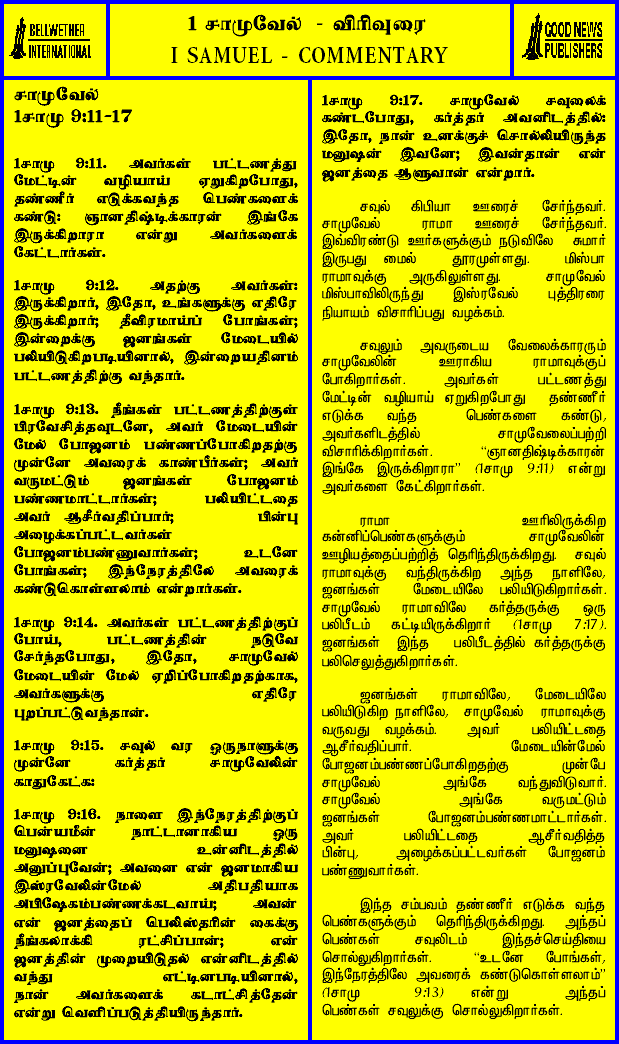 BELLWETHER
INTERNATIONAL
1 சாமுவேல் - விரிவுரை
I SAMUEL - COMMENTARY
GOOD NEWS
PUBLISHERS
சாமுவேல்
1சாமு 9:11-17
1சாமு 9:11. அவர்கள் பட்டணத்து
மேட்டின் வழியாய் ஏறுகிறபோது,
தண்ணீர் எடுக்கவந்த பெண்களைக்
கண்டு: ஞானதிஷ்டிக்காரன் இங்கே
இருக்கிறாரா என்று அவர்களைக்
கேட்டார்கள்.
1சாமு 9:12. அதற்கு அவர்கள்:
இருக்கிறார், இதோ, உங்களுக்கு எதிரே
இருக்கிறார்; தீவிரமாய்ப் போங்கள்;
இன்றைக்கு ஜனங்கள் மேடையில்
பலியிடுகிறபடியினால், இன்றையதினம்
பட்டணத்திற்கு வந்தார்.
1சாமு 9:13. நீங்கள் பட்டணத்திற்குள்
பிரவேசித்தவுடனே, அவர் மேடையின்
மேல் போஜனம் பண்ணப்போகிறதற்கு
முன்னே அவரைக் காண்பீர்கள்; அவர்
வருமட்டும் ஜனங்கள் போஜனம்
பண்ணமாட்டார்கள்; பலியிட்டதை
அவர் ஆசீர்வதிப்பார்; பின்பு
அழைக்கப்பட்டவர்கள்
போஜனம்பண்ணுவார்கள்; உடனே
போங்கள்; இந்நேரத்திலே அவரைக்
கண்டுகொள்ளலாம் என்றார்கள்.
1சாமு 9:14. அவர்கள் பட்டணத்திற்குப்
போய், பட்டணத்தின் நடுவே
சேர்ந்தபோது, இதோ, சாமுவேல்
மேடையின் மேல் ஏறிப்போகிறதற்காக,
அவர்களுக்கு எதிரே
புறப்பட்டுவந்தான்.
1சாமு 9:15. சவுல் வர ஒருநாளுக்கு
முன்னே கர்த்தர் சாமுவேலின்
காதுகேட்க:
1சாமு 9:16. நாளை இந்நேரத்திற்குப்
பென்யமீன் நாட்டானாகிய ஒரு
மனுஷனை உன்னிடத்தில்
அனுப்புவேன்; அவனை என் ஜனமாகிய
இஸ்ரவேலின்மேல் அதிபதியாக
அபிஷேகம்பண்ணக்கடவாய்; அவன்
என் ஜனத்தைப் பெலிஸ்தரின் கைக்கு
நீங்கலாக்கி ரட்சிப்பான்; என்
ஜனத்தின் முறையிடுதல் என்னிடத்தில்
வந்து எட்டினபடியினால்,
நான் அவர்களைக் கடாட்சித்தேன்
என்று வெளிப்படுத்தியிருந்தார்.
1சாமு 9:17. சாமுவேல் சவுலைக்
கண்டபோது, கர்த்தர் அவனிடத்தில்:
இதோ, நான் உனக்குச் சொல்லியிருந்த
மனுஷன் இவனே; இவன்தான் என்
ஜனத்தை ஆளுவான் என்றார்.
சவுல் கிபியா ஊரைச் சேர்ந்தவர்.
சாமுவேல் ராமா ஊரைச் சேர்ந்தவர்.
இவ்விரண்டு ஊர்களுக்கும் நடுவிலே சுமார்
இருபது மைல் தூரமுள்ளது. மிஸ்பா
ராமாவுக்கு அருகிலுள்ளது. சாமுவேல்
மிஸ்பாவிலிருந்து இஸ்ரவேல் புத்திரரை
நியாயம் விசாரிப்பது வழக்கம்.
சவுலும் அவருடைய வேலைக்காரரும்
சாமுவேலின் ஊராகிய ராமாவுக்குப்
போகிறார்கள். அவர்கள் பட்டணத்து
மேட்டின் வழியாய் ஏறுகிறபோது தண்ணீர்
எடுக்க வந்த பெண்களை கண்டு,
அவர்களிடத்தில் சாமுவேலைப்பற்றி
விசாரிக்கிறார்கள். "ஞானதிஷ்டிக்காரன்
இங்கே இருக்கிறாரா" (1சாமு 9:11) என்று
அவர்களை கேட்கிறார்கள்.
ராமா ஊரிலிருக்கிற
கன்னிப்பெண்களுக்கும் சாமுவேலின்
ஊழியத்தைப்பற்றித் தெரிந்திருக்கிறது. சவுல்
ராமாவுக்கு வந்திருக்கிற அந்த நாளிலே,
ஜனங்கள் மேடையிலே பலியிடுகிறார்கள்.
சாமுவேல் ராமாவிலே கர்த்தருக்கு ஒரு
பலிபீடம் கட்டியிருக்கிறார் (1சாமு 7:17).
ஜனங்கள் இந்த பலிபீடத்தில் கர்த்தருக்கு
பலிசெலுத்துகிறார்கள்.
ஜனங்கள் ராமாவிலே, மேடையிலே
பலியிடுகிற நாளிலே, சாமுவேல் ராமாவுக்கு
வருவது வழக்கம். அவர் பலியிட்டதை
ஆசீர்வதிப்பார். மேடையின்மேல்
போஜனம்பண்ணப்போகிறதற்கு முன்பே
சாமுவேல் அங்கே வந்துவிடுவார்.
சாமுவேல் அங்கே வருமட்டும்
ஜனங்கள் போஜனம்பண்ணமாட்டார்கள்.
அவர் பலியிட்டதை ஆசீர்வதித்த
பின்பு, அழைக்கப்பட்டவர்கள் போஜனம்
பண்ணுவார்கள்.
இந்த சம்பவம் தண்ணீர் எடுக்க வந்த
பெண்களுக்கும் தெரிந்திருக்கிறது. அந்தப்
பெண்கள் சவுலிடம் இந்தச்செய்தியை
சொல்லுகிறார்கள். "உடனே போங்கள்,
இந்நேரத்திலே அவரைக் கண்டுகொள்ளலாம்"
(1சாமு 9:13) என்று அந்தப்
பெண்கள் சவுலுக்கு சொல்லுகிறார்கள்.